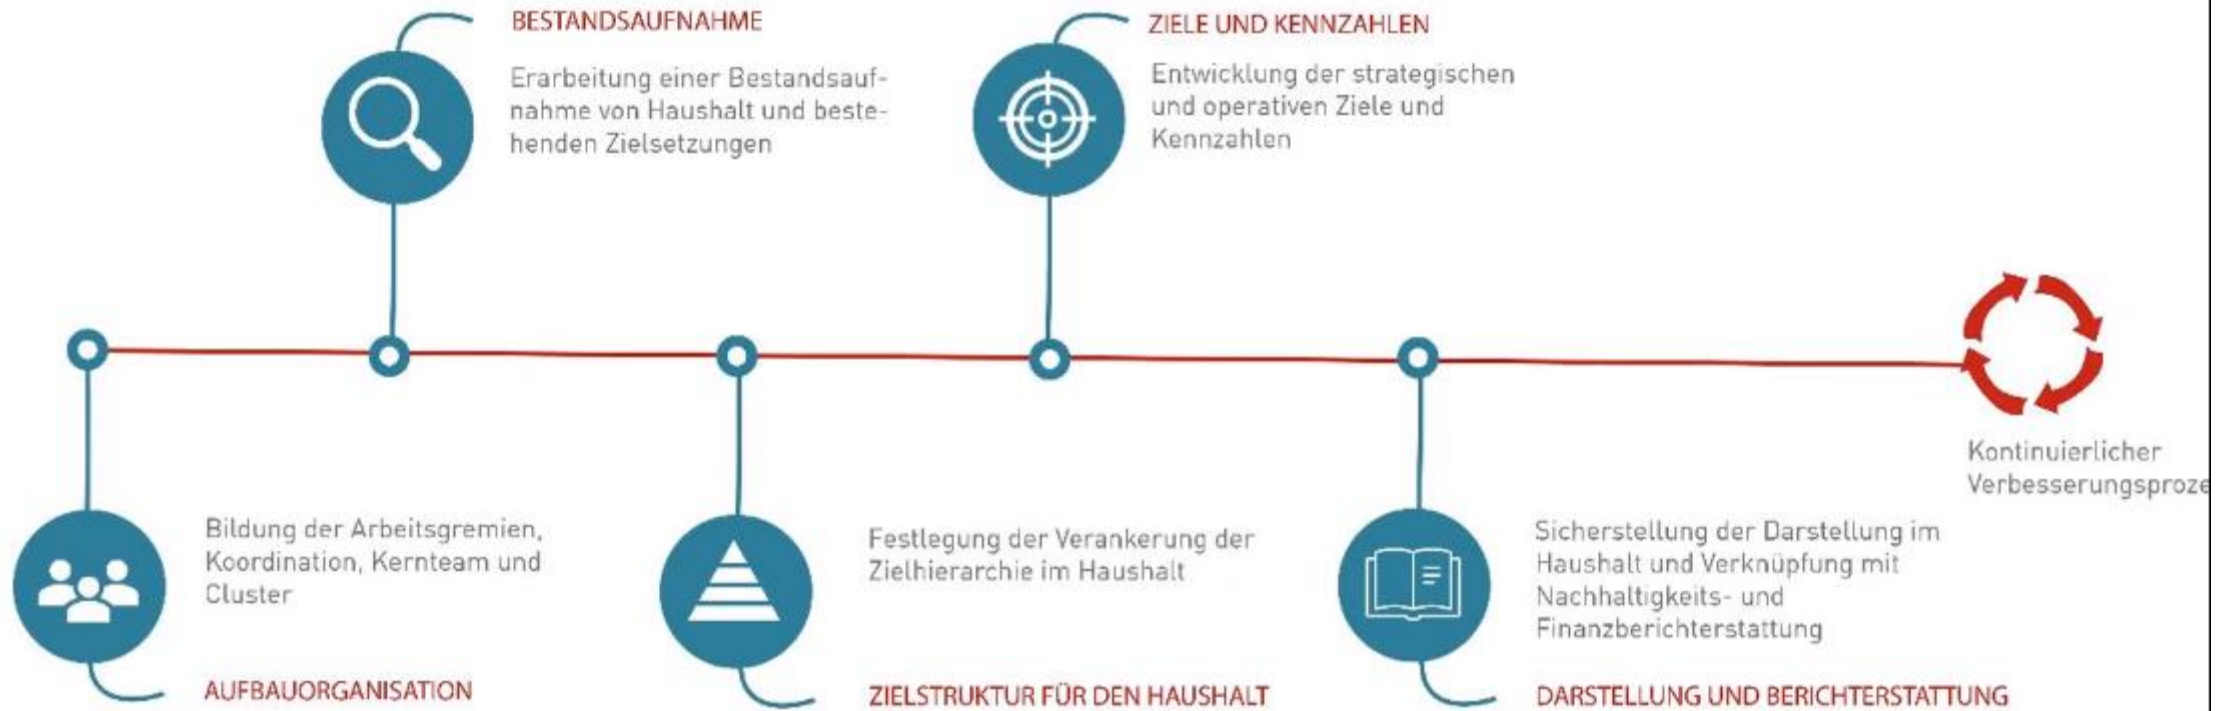 BESTANDSAUFNAHME
Erarbeitung einer Bestandsauf-
nahme von Haushalt und beste-
henden Zielsetzungen
ZIELE UND KENNZAHLEN
Entwicklung der strategischen
und operativen Ziele und
Kennzahlen
Kontinuierlicher
Verbesserungsproze
Bildung der Arbeitsgremien,
Koordination, Kernteam und
Cluster
AUFBAUORGANISATION
Festlegung der Verankerung der
Zielhierarchie im Haushalt
ZIELSTRUKTUR FÜR DEN HAUSHALT
Sicherstellung der Darstellung im
Haushalt und Verknüpfung mit
Nachhaltigkeits- und
Finanzberichterstattung
DARSTELLUNG UND BERICHTERSTATTUNG